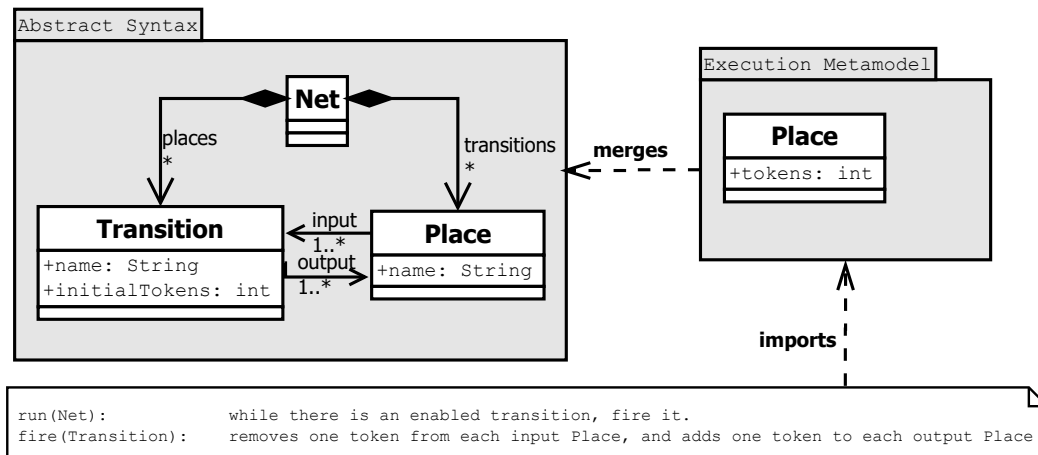 Abstract Syntax
Net
places
*
transitions
*
Transition
+name: String
+initialTokens: int
input
1..*
output
1..*
Place
+name: String
merges
Execution Metamodel
Place
+tokens: int
imports
run(Net): while there is an enabled transition, fire it.
fire(Transition): removes one token from each input Place, and adds one token to each output Place